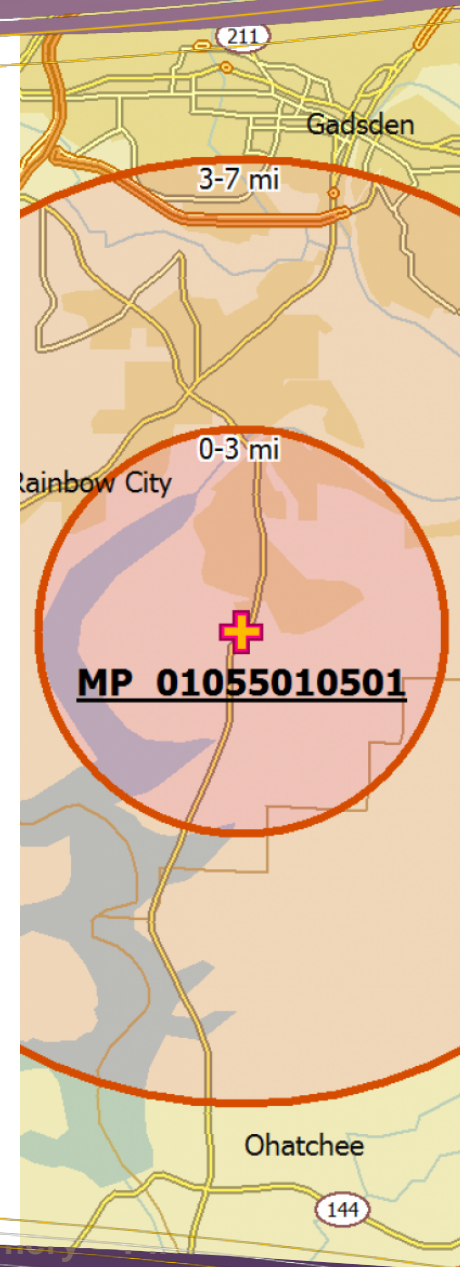 211
Gadsden
3-7 mi
0-3 mi
Rainbow City
MP 01055010501
Ohatchee
144